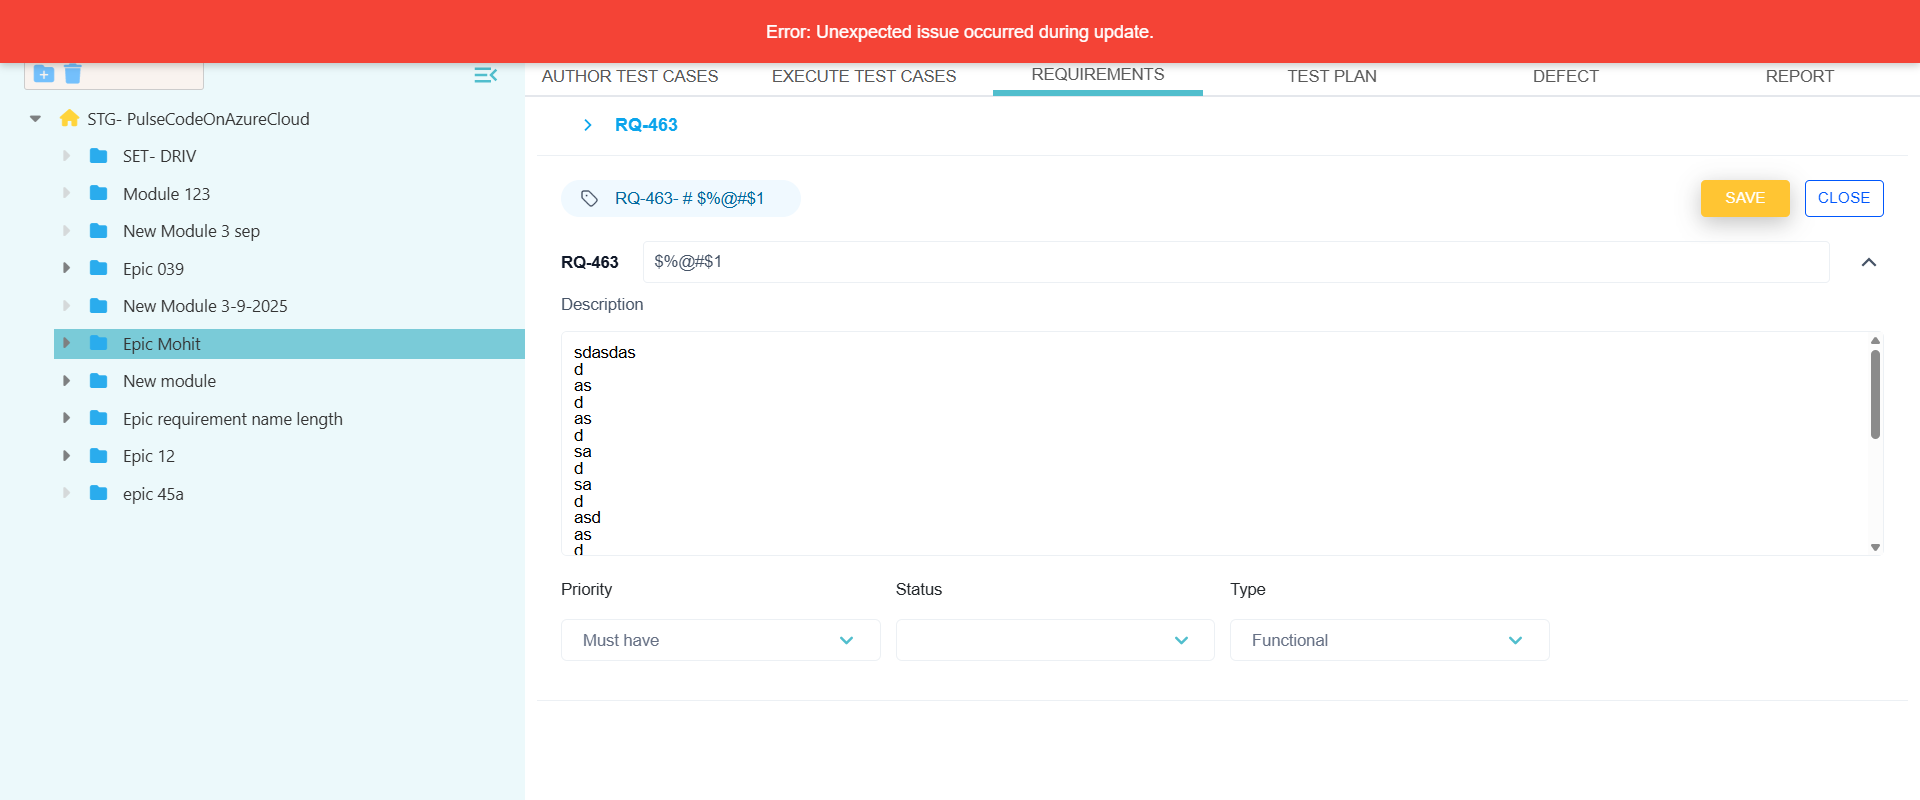 Error: Unexpected issue occurred during update.
AUTHOR TEST CASES EXECUTE TEST CASES REQUIREMENTS TEST PLAN DEFECT REPORT
STG- PulseCodeOnAzureCloud
SET- DRIV
Module 123
New Module 3 sep
Epic 039
New Module 3-9-2025
Epic Mohit
New module
Epic requirement name length
Epic 12
epic 45a
RQ-463
RQ-463- # $%@#$1
SAVE CLOSE
RQ-463 $%@#$1
Description
sdasdas
d
as
d
as
d
sa
d
sa
d
asd
as
d
Priority Status Type
Must have Functional